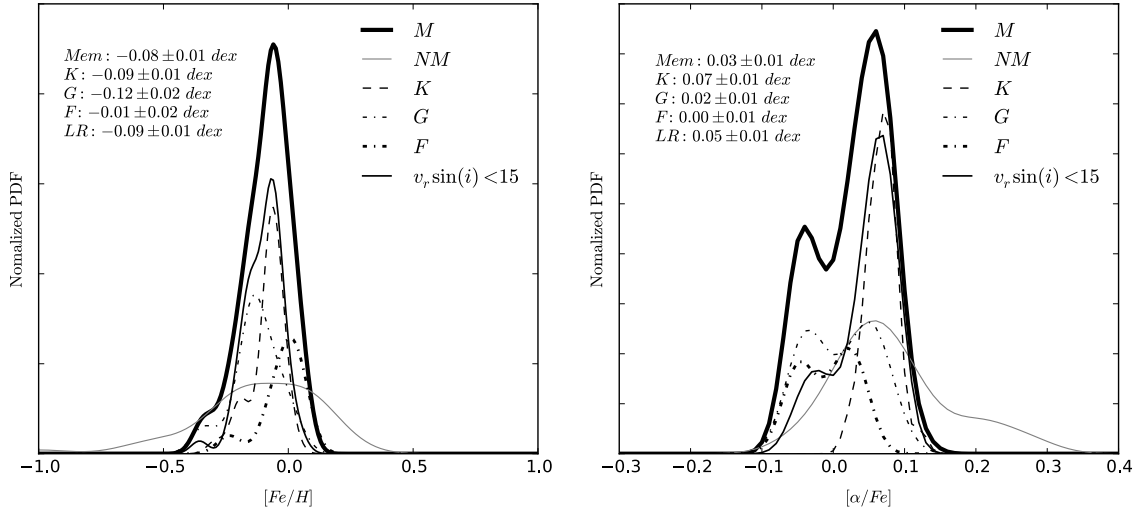 Mem: −0.08±0.01 dex
K: −0.09±0.01 dex
G: −0.12±0.02 dex
F: −0.01±0.02 dex
LR: −0.09±0.01 dex
M
NM
K
G
F
v_r sin(i) <15
Nomalized PDF
−1.0 −0.5 0.0 0.5 1.0
[Fe/H]
Mem: 0.03±0.01 dex
K: 0.07±0.01 dex
G: 0.02±0.01 dex
F: 0.00±0.01 dex
LR: 0.05±0.01 dex
M
NM
K
G
F
v_r sin(i) <15
Nomalized PDF
−0.3 −0.2 −0.1 0.0 0.1 0.2 0.3 0.4
[α/Fe]